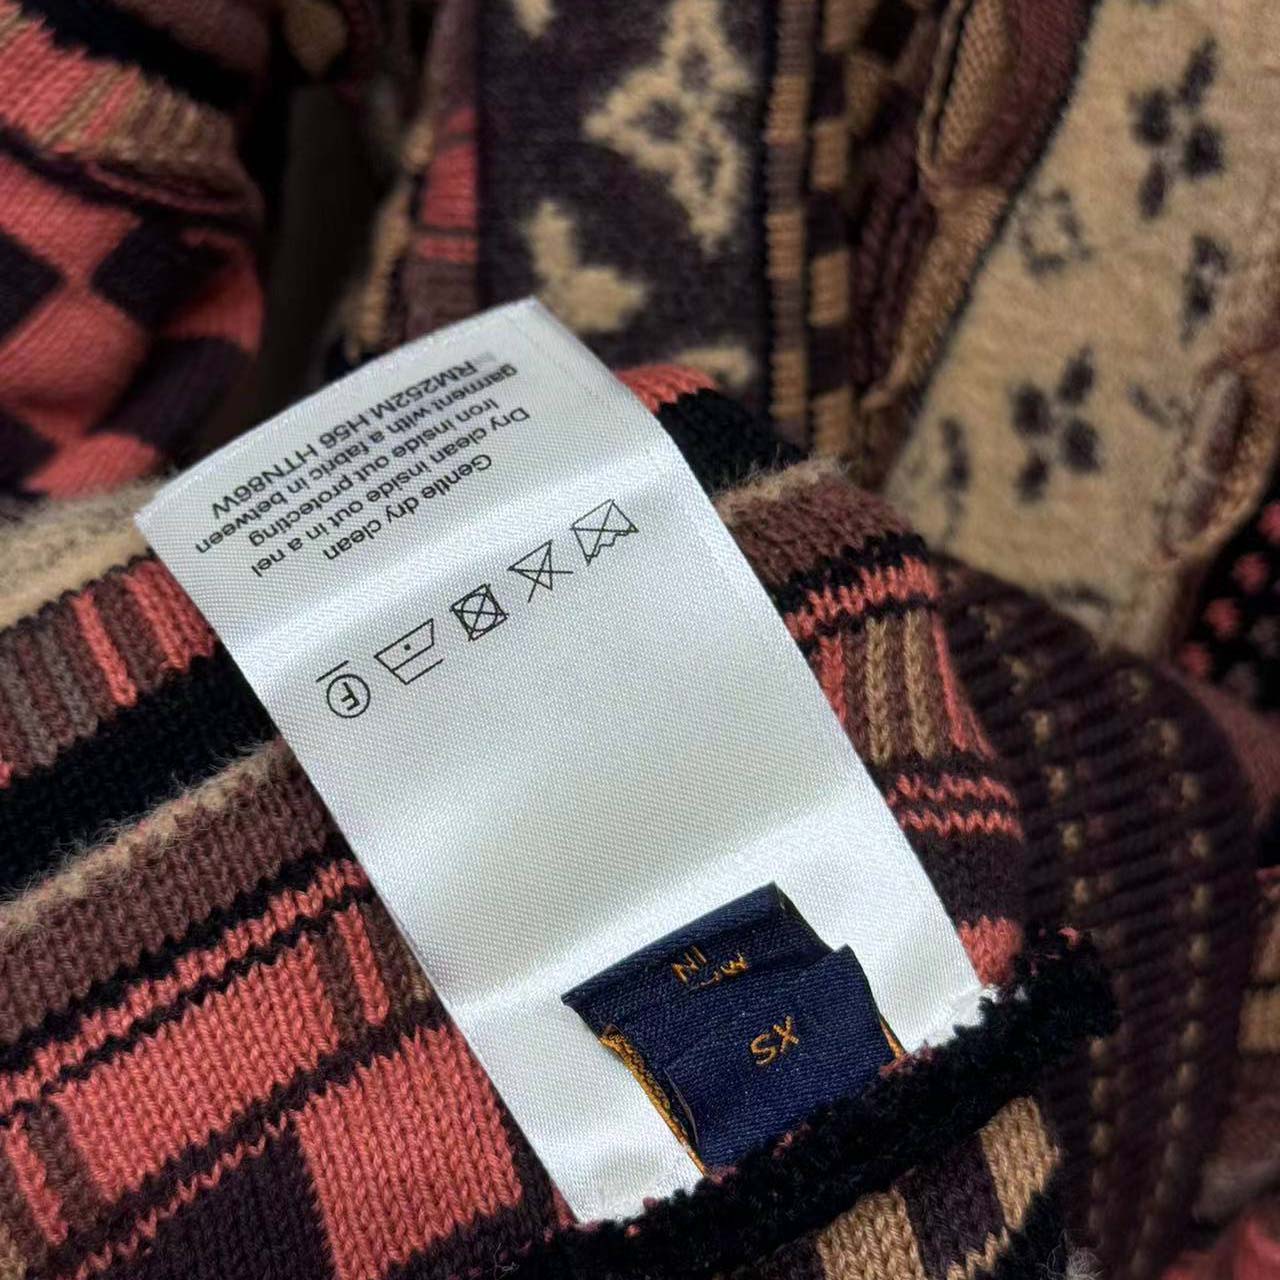 XS
F
Gentle dry clean
Dry clean inside out in a net
Iron inside out protecting
garment with a fabric in between
RM252M H56 HTN86W